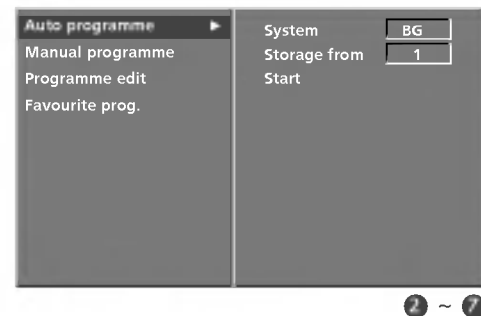 Auto programme ▶
Manual programme
Programme edit
Favourite prog.
System BG
Storage from 1
Start
2 ~ 7